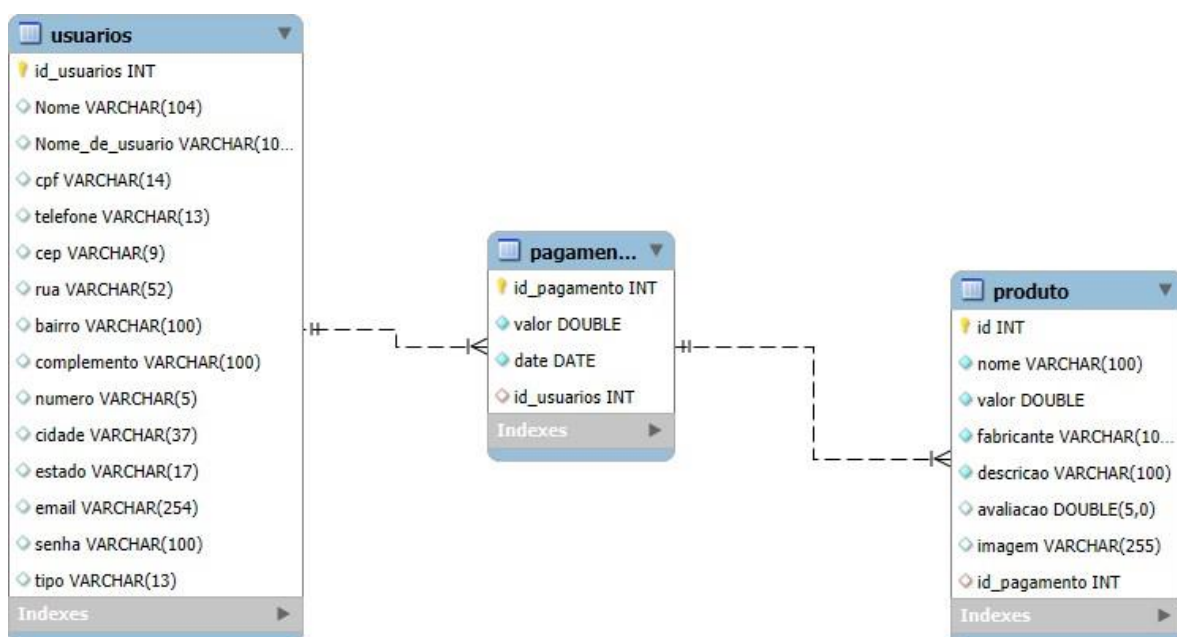 usuarios
id_usuarios INT
Nome VARCHAR(104)
Nome_de_usuario VARCHAR(10...
cpf VARCHAR(14)
telefone VARCHAR(13)
cep VARCHAR(9)
rua VARCHAR(52)
bairro VARCHAR(100)
complemento VARCHAR(100)
numero VARCHAR(5)
cidade VARCHAR(37)
estado VARCHAR(17)
email VARCHAR(254)
senha VARCHAR(100)
tipo VARCHAR(13)
Indexes
pagamen...
id_pagamento INT
valor DOUBLE
date DATE
id_usuarios INT
Indexes
produto
id INT
nome VARCHAR(100)
valor DOUBLE
fabricante VARCHAR(10...
descricao VARCHAR(100)
avaliacao DOUBLE(5,0)
imagem VARCHAR(255)
id_pagamento INT
Indexes